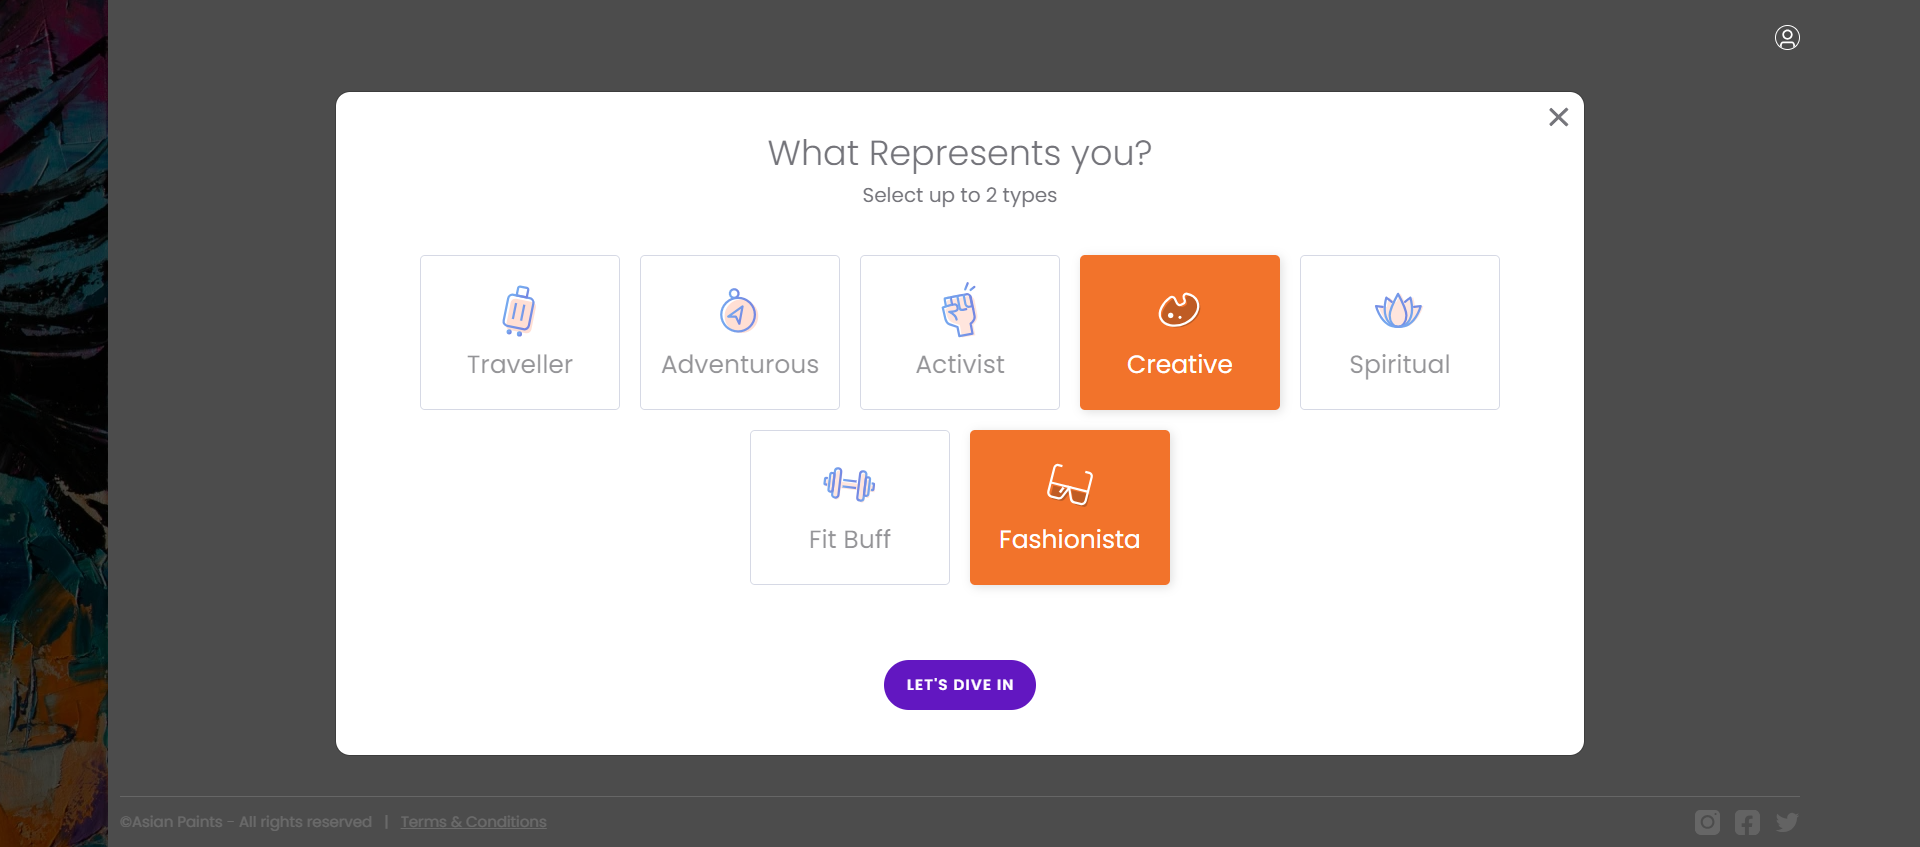 What Represents you?
Select up to 2 types
Traveller
Adventurous
Activist
Creative
Spiritual
Fit Buff
Fashionista
LET'S DIVE IN
©Asian Paints - All rights reserved | Terms & Conditions